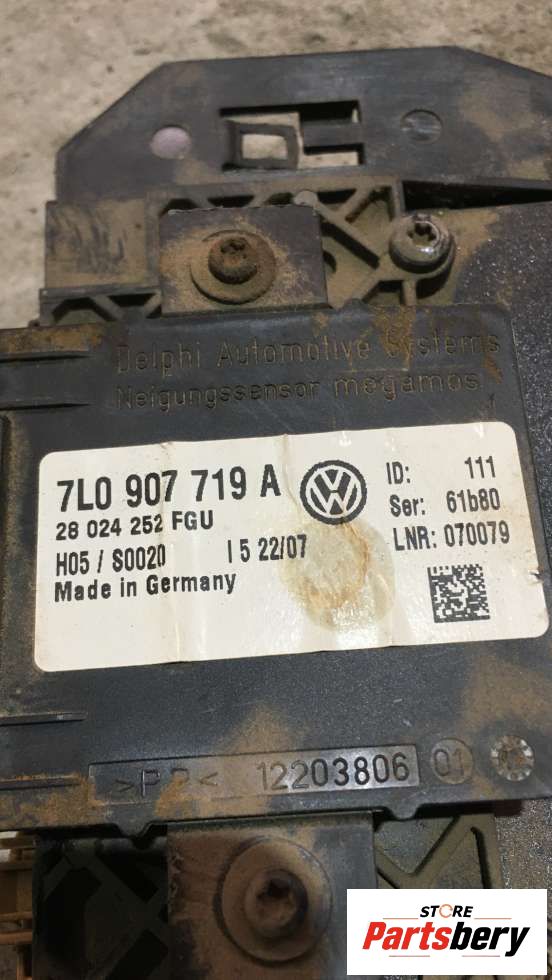 Delphi Automotive Systems
Neigungssensor megamos
7L0 907 719 A
28 024 252 FGU
H05 / S0020 I 5 22/07
Made in Germany
ID: 111
Ser: 61b80
LNR: 070079
>PP< 12203806 01
STORE
Partsbery